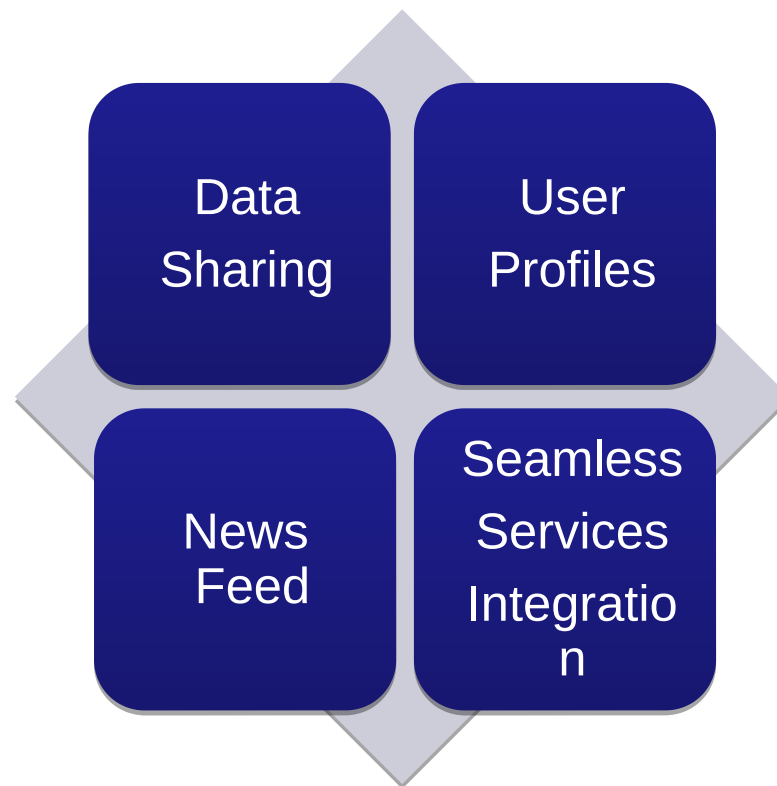 Data
Sharing
User
Profiles
News
Feed
Seamless
Services
Integratio
n